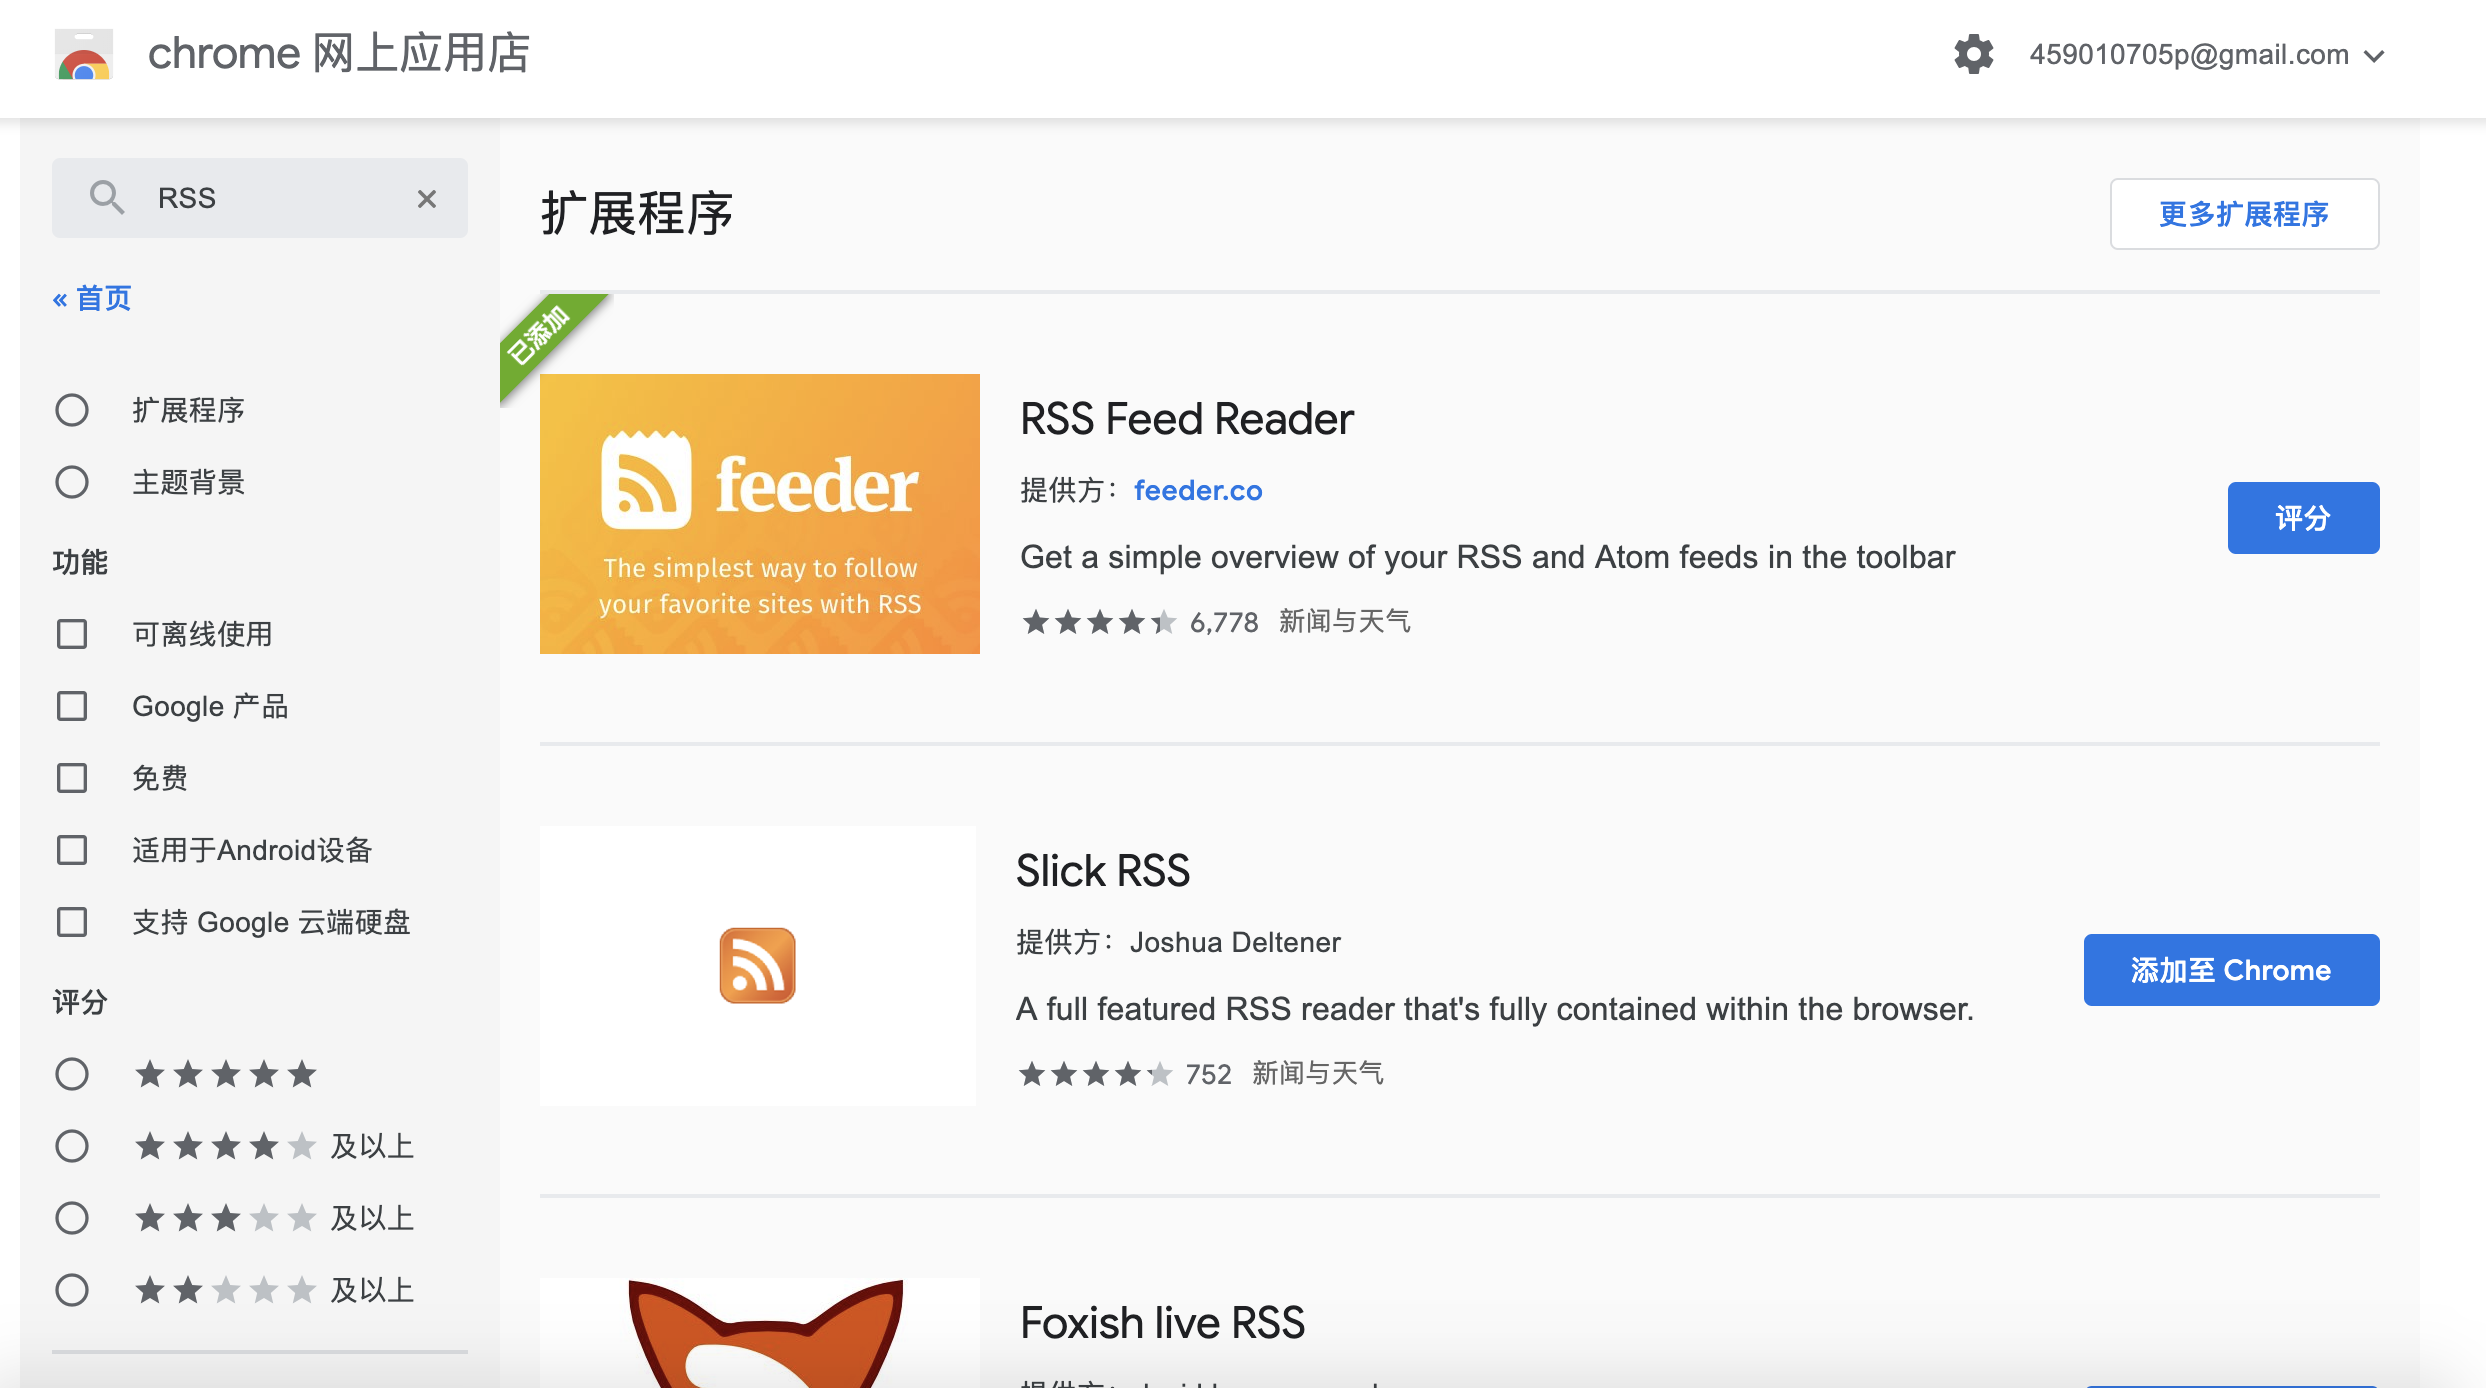 chrome 网上应用店
459010705p@gmail.com
RSS
« 首页
扩展程序
主题背景
功能
可离线使用
Google 产品
免费
适用于Android设备
支持 Google 云端硬盘
评分
及以上
及以上
及以上
扩展程序
更多扩展程序
已添加
feeder
The simplest way to follow
your favorite sites with RSS
RSS Feed Reader
提供方：feeder.co
Get a simple overview of your RSS and Atom feeds in the toolbar
6,778 新闻与天气
评分
Slick RSS
提供方：Joshua Deltener
A full featured RSS reader that's fully contained within the browser.
752 新闻与天气
添加至 Chrome
Foxish live RSS
提供方：